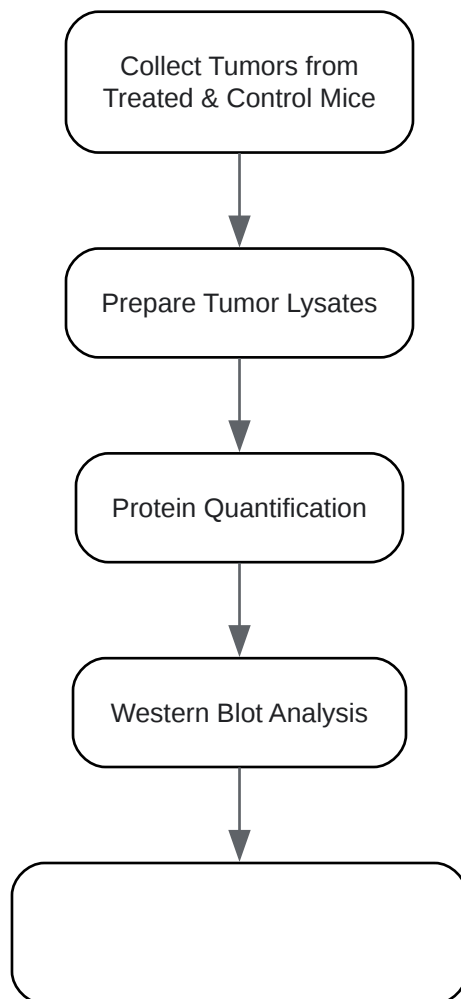 Collect Tumors from
Treated & Control Mice
Prepare Tumor Lysates
Protein Quantification
Western Blot Analysis